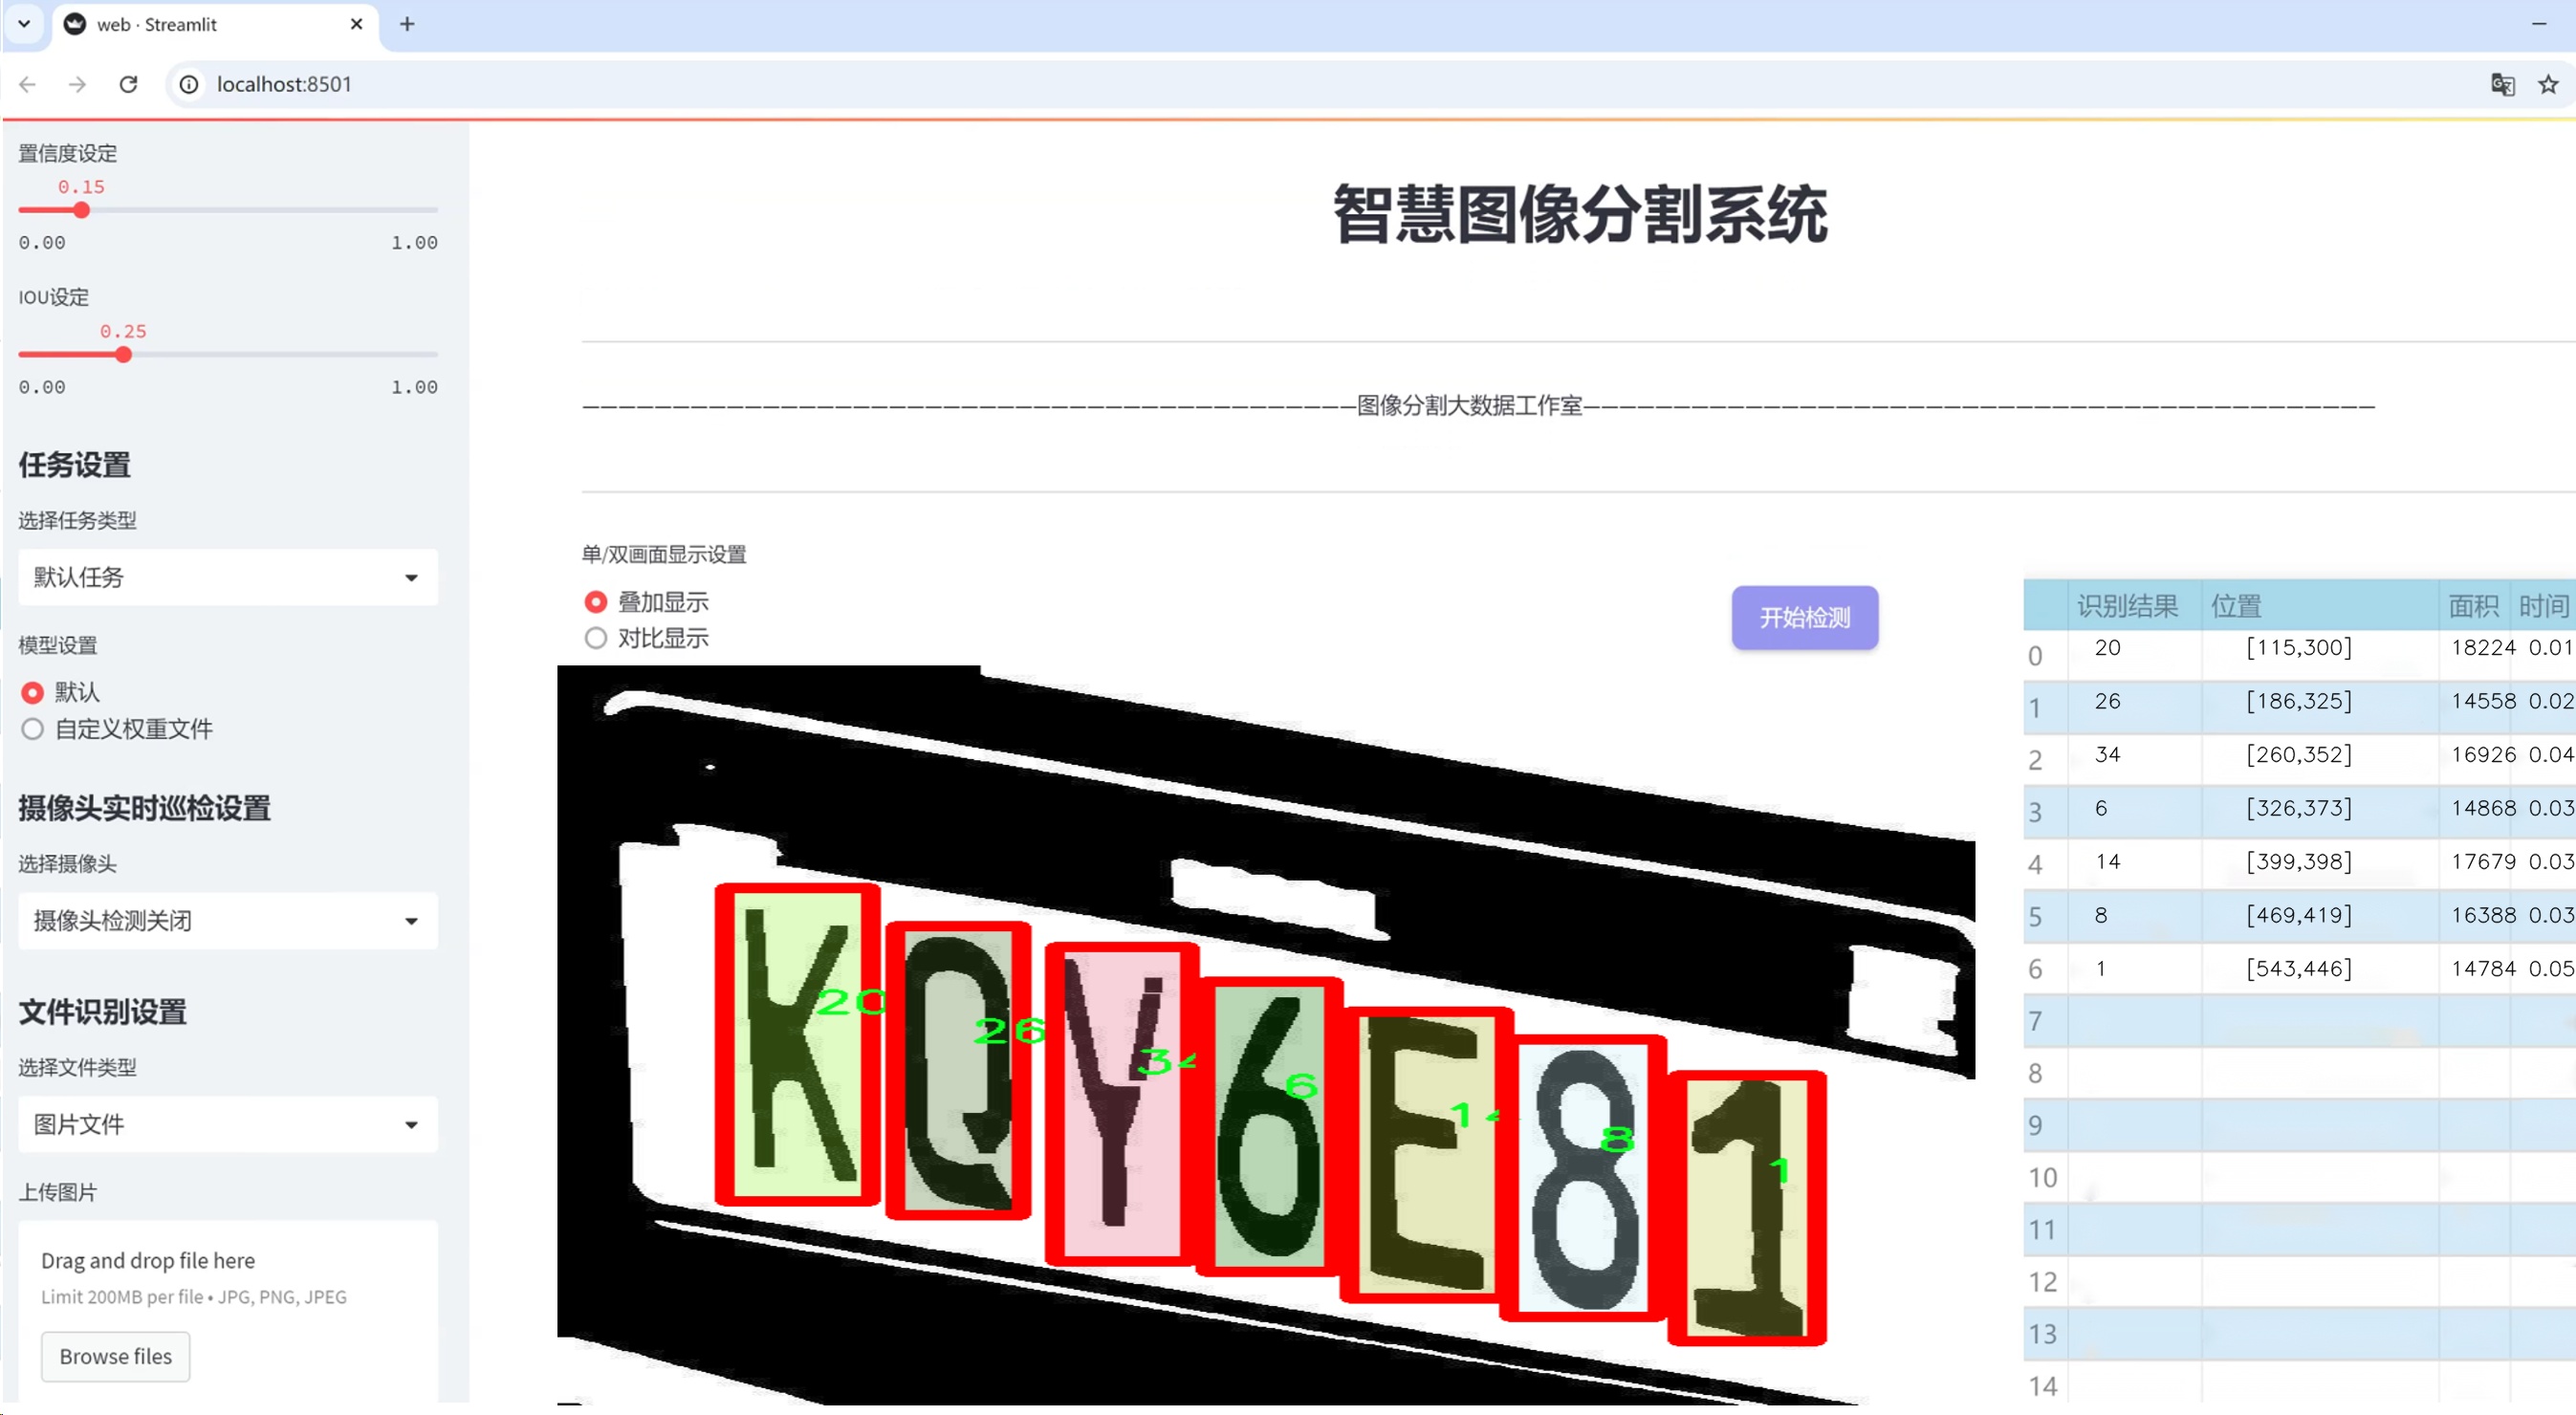 web · Streamlit
localhost:8501
置信度设定
0.15
0.00 1.00
IOU设定
0.25
0.00 1.00
任务设置
选择任务类型
默认任务
模型设置
默认
自定义权重文件
摄像头实时巡检设置
选择摄像头
摄像头检测关闭
文件识别设置
选择文件类型
图片文件
上传图片
Drag and drop file here
Limit 200MB per file • JPG, PNG, JPEG
Browse files
智慧图像分割系统
———————————————————————————————————————————图像分割大数据工作室————————————————————————————————————————————
单/双画面显示设置
叠加显示
对比显示
开始检测
KQY6E81
20
26
34
6
14
8
1
识别结果 位置 面积 时间
0 20 [115,300] 18224 0.01
1 26 [186,325] 14558 0.02
2 34 [260,352] 16926 0.04
3 6 [326,373] 14868 0.03
4 14 [399,398] 17679 0.03
5 8 [469,419] 16388 0.03
6 1 [543,446] 14784 0.05
7
8
9
10
11
12
13
14